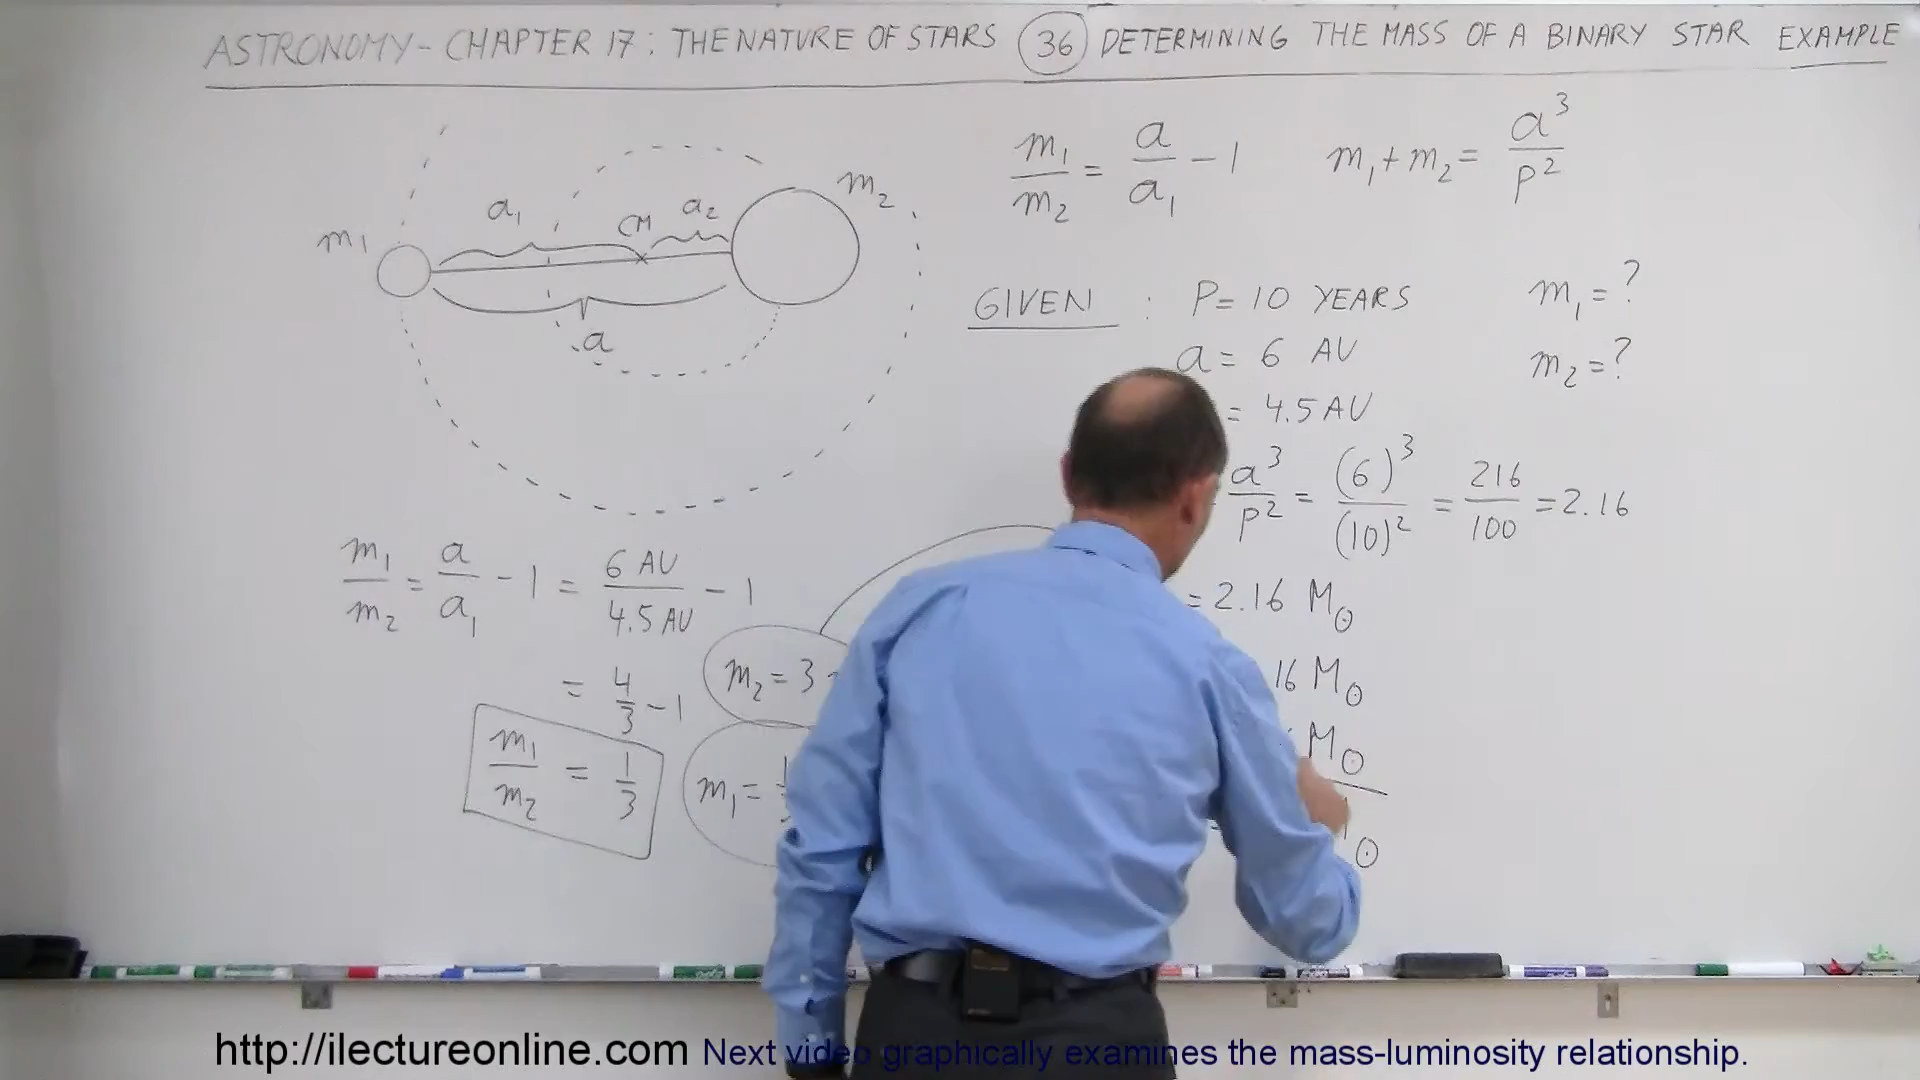 ASTRONOMY - CHAPTER 17 : THE NATURE OF STARS (36) DETERMINING THE MASS OF A BINARY STAR EXAMPLE
m₁
a₁
CM
a₂
m₂
a
m₁/m₂ = a/a₁ - 1
m₁ + m₂ = a³/P²
GIVEN : P = 10 YEARS
m₁ = ?
a = 6 AU
m₂ = ?
= 4.5 AU
a³/P² = (6)³/(10)² = 216/100 = 2.16
= 2.16 M⊙
16 M⊙
M⊙
⊙
m₁/m₂ = a/a₁ - 1 = 6 AU/4.5 AU - 1
= 4/3 - 1
m₁/m₂ = 1/3
m₂ = 3
m₁ =
http://ilectureonline.com Next video graphically examines the mass-luminosity relationship.